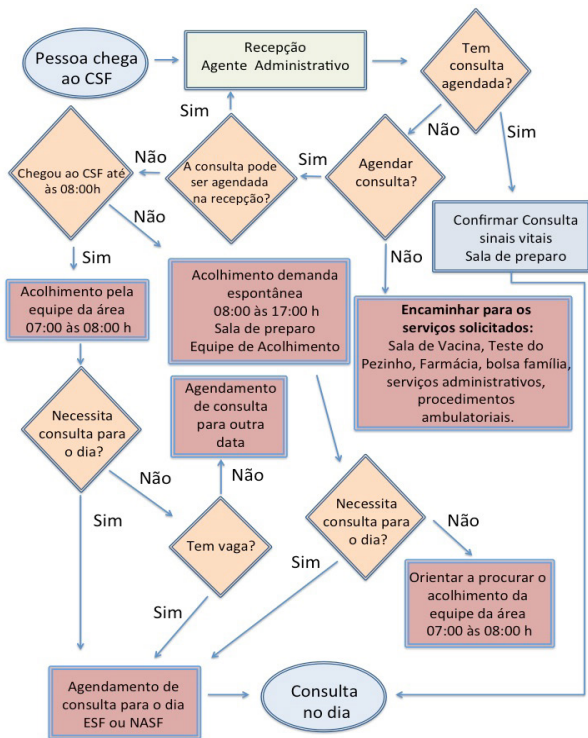 Pessoa chega
ao CSF
Recepção
Agente Administrativo
Tem
consulta
agendada?
Sim
Não
Sim
Chegou ao CSF até
às 08:00h
Não
A consulta pode
ser agendada
na recepção?
Sim
Agendar
consulta?
Não
Confirmar Consulta
sinais vitais
Sala de preparo
Sim
Não
Acolhimento pela
equipe da área
07:00 às 08:00 h
Acolhimento demanda
espontânea
08:00 às 17:00 h
Sala de preparo
Equipe de Acolhimento
Encaminhar para os
serviços solicitados:
Sala de Vacina, Teste do
Pezinho, Farmácia, bolsa família,
serviços administrativos,
procedimentos
ambulatoriais.
Necessita
consulta para
o dia?
Agendamento
de consulta
para outra
data
Não
Não
Sim
Tem vaga?
Necessita
consulta para
o dia?
Não
Sim
Sim
Orientar a procurar o
acolhimento da
equipe da área
07:00 às 08:00 h
Agendamento de
consulta para o dia
ESF ou NASF
Consulta
no dia